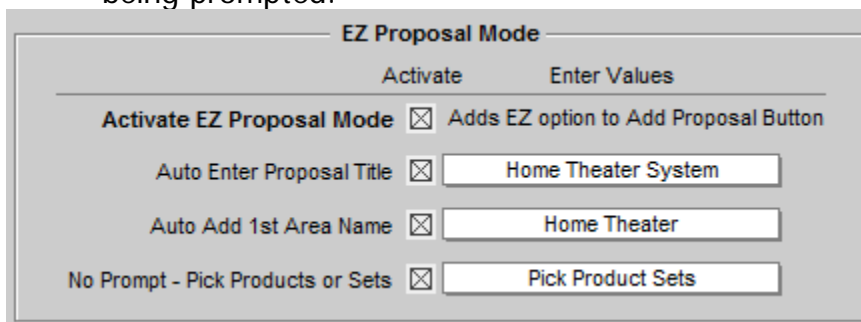 being prompted.
EZ Proposal Mode
Activate Enter Values
Activate EZ Proposal Mode Adds EZ option to Add Proposal Button
Auto Enter Proposal Title Home Theater System
Auto Add 1st Area Name Home Theater
No Prompt - Pick Products or Sets Pick Product Sets